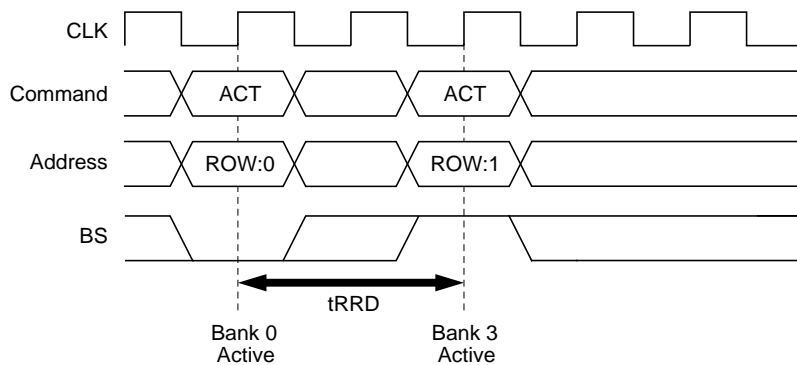 CLK
Command
ACT
ACT
Address
ROW:0
ROW:1
BS
tRRD
Bank 0
Active
Bank 3
Active